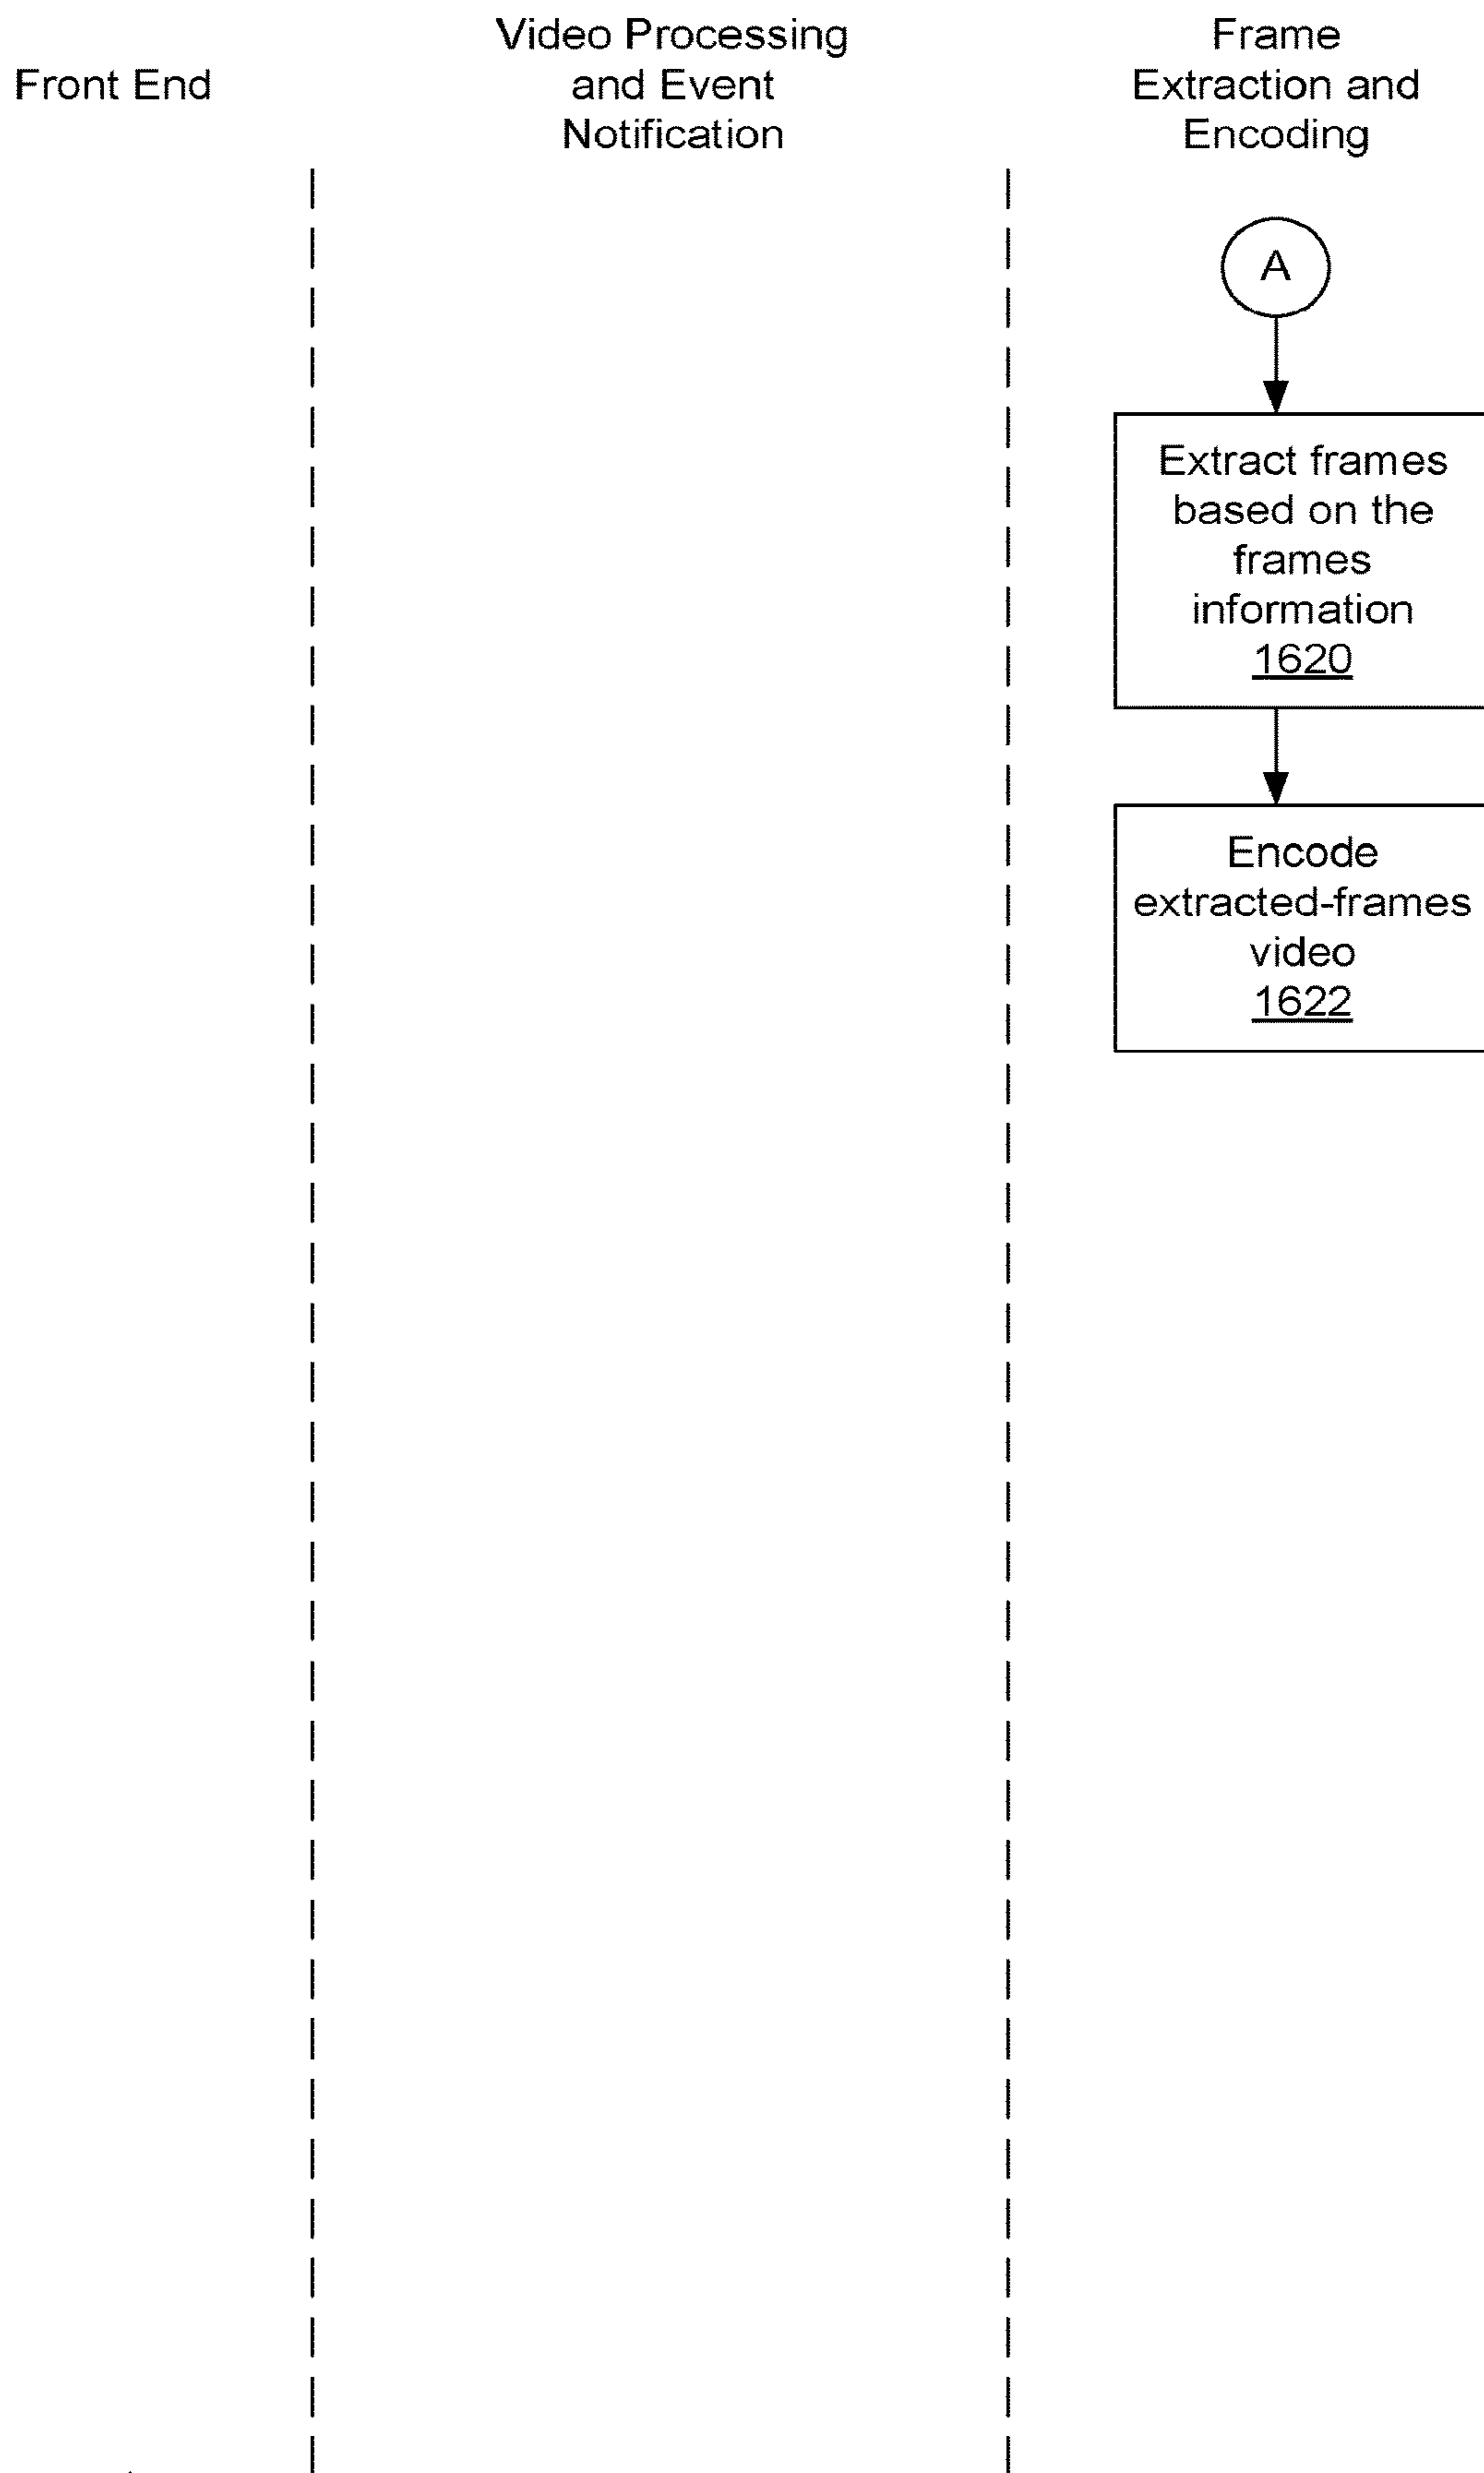 Front End
Video Processing
and Event
Notification
Frame
Extraction and
Encoding
A
Extract frames
based on the
frames
information
1620
Encode
extracted-frames
video
1622